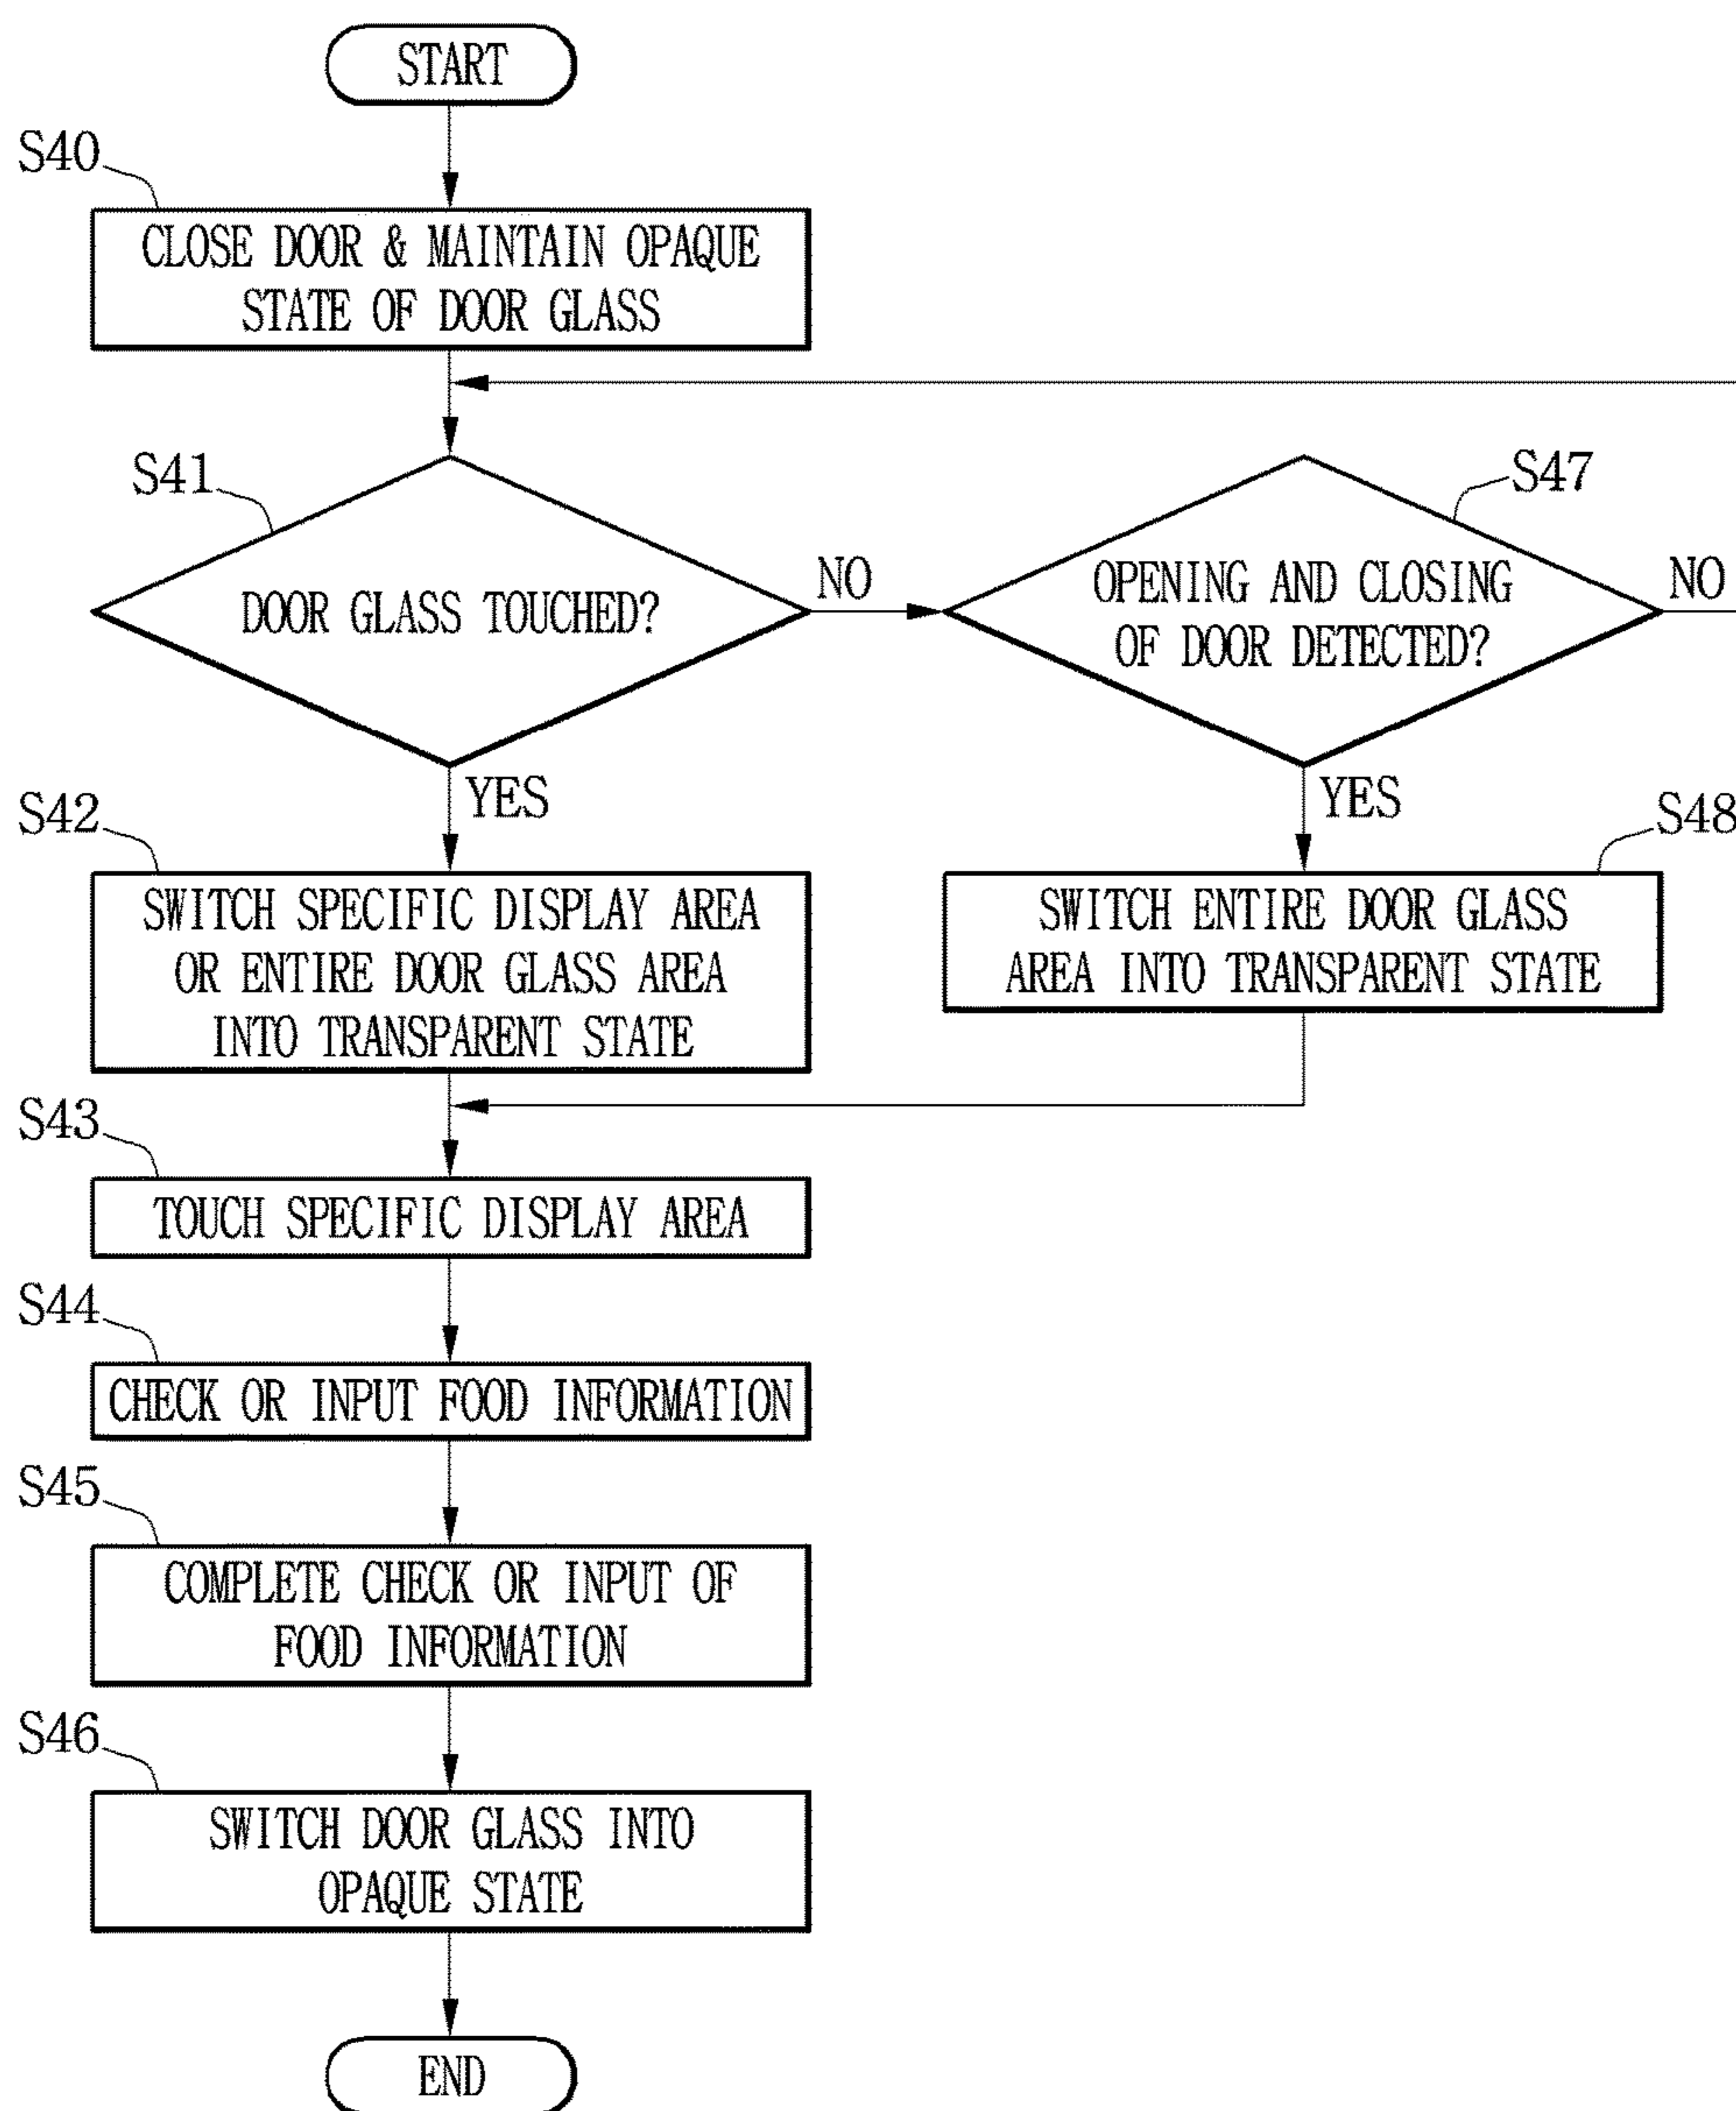 START
S40
CLOSE DOOR & MAINTAIN OPAQUE
STATE OF DOOR GLASS
S41
DOOR GLASS TOUCHED?
NO
S47
OPENING AND CLOSING
OF DOOR DETECTED?
NO
YES
YES
S42
SWITCH SPECIFIC DISPLAY AREA
OR ENTIRE DOOR GLASS AREA
INTO TRANSPARENT STATE
S48
SWITCH ENTIRE DOOR GLASS
AREA INTO TRANSPARENT STATE
S43
TOUCH SPECIFIC DISPLAY AREA
S44
CHECK OR INPUT FOOD INFORMATION
S45
COMPLETE CHECK OR INPUT OF
FOOD INFORMATION
S46
SWITCH DOOR GLASS INTO
OPAQUE STATE
END